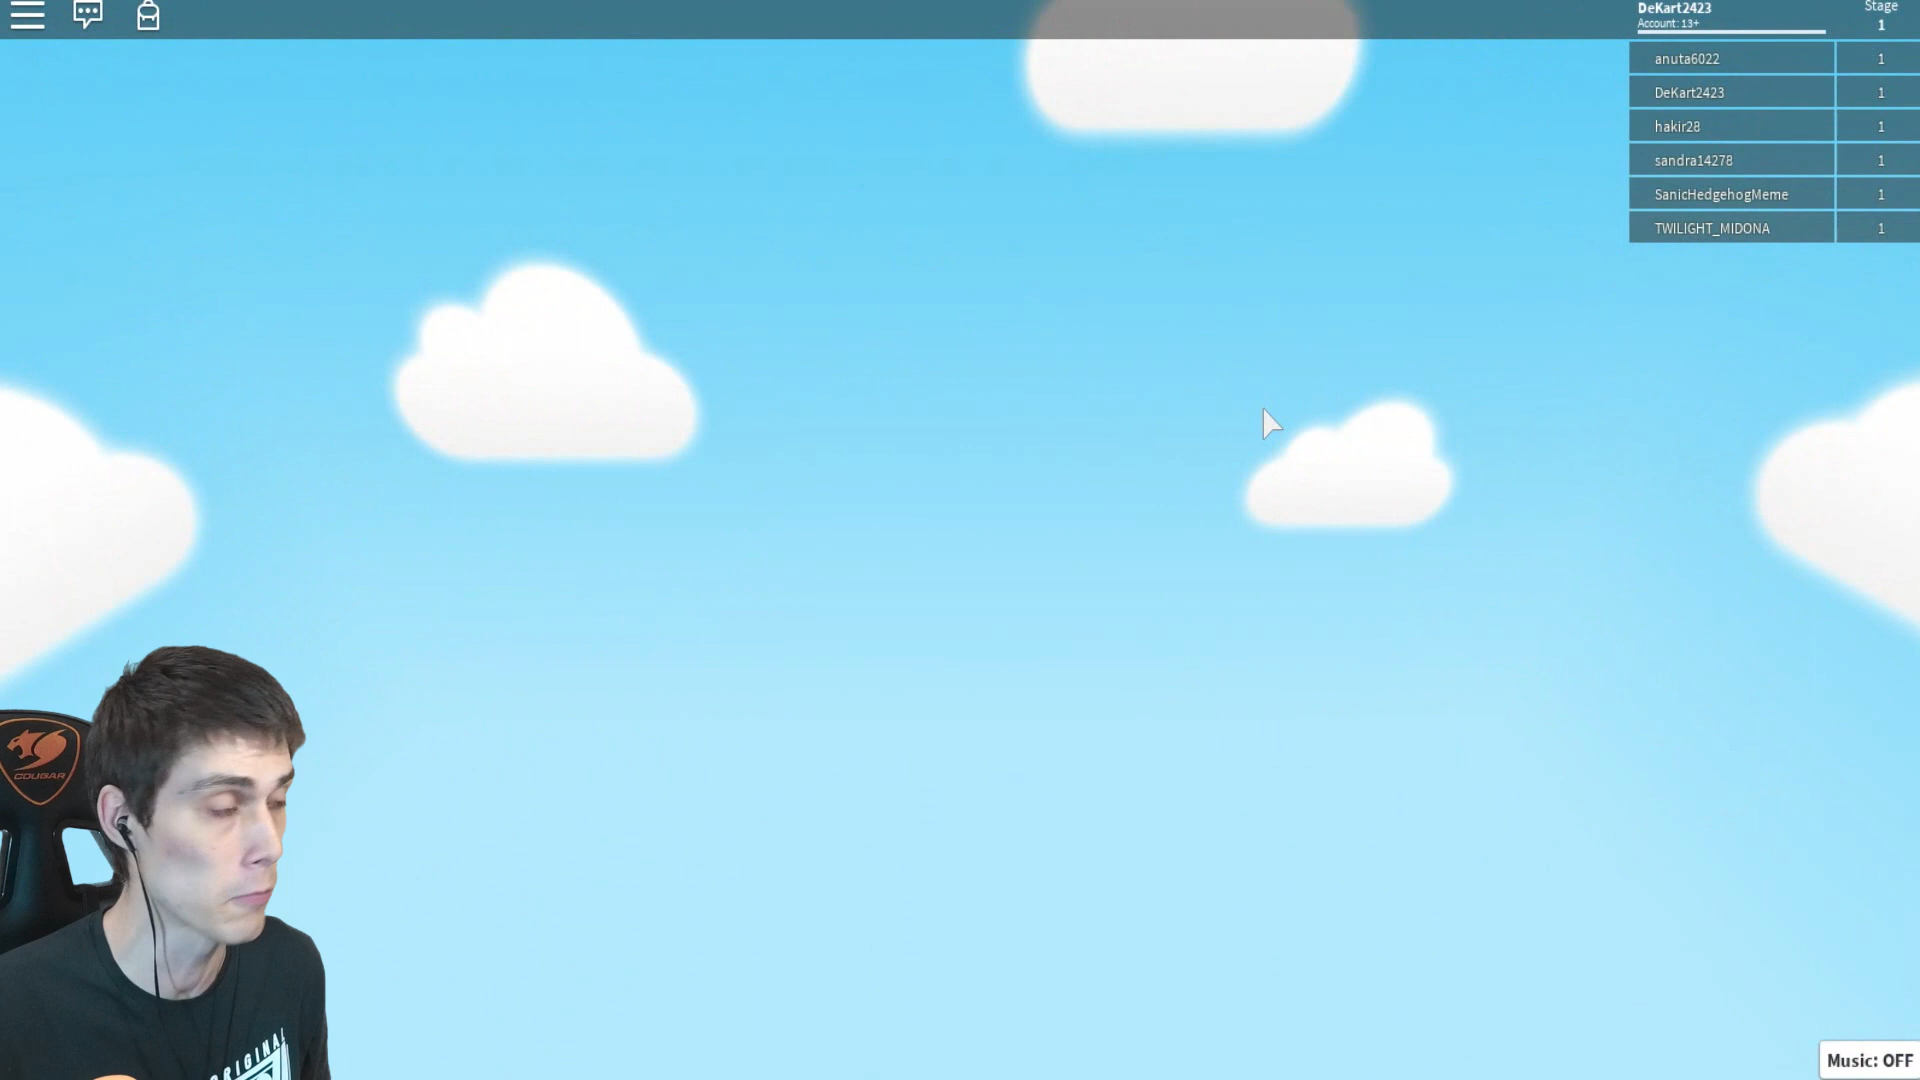 DeKart2423
Account: 13+
Stage
1
anuta6022 1
DeKart2423 1
hakir28 1
sandra14278 1
SanicHedgehogMeme 1
TWILIGHT_MIDONA 1
COUGAR
ORIGINAL
Music: OFF